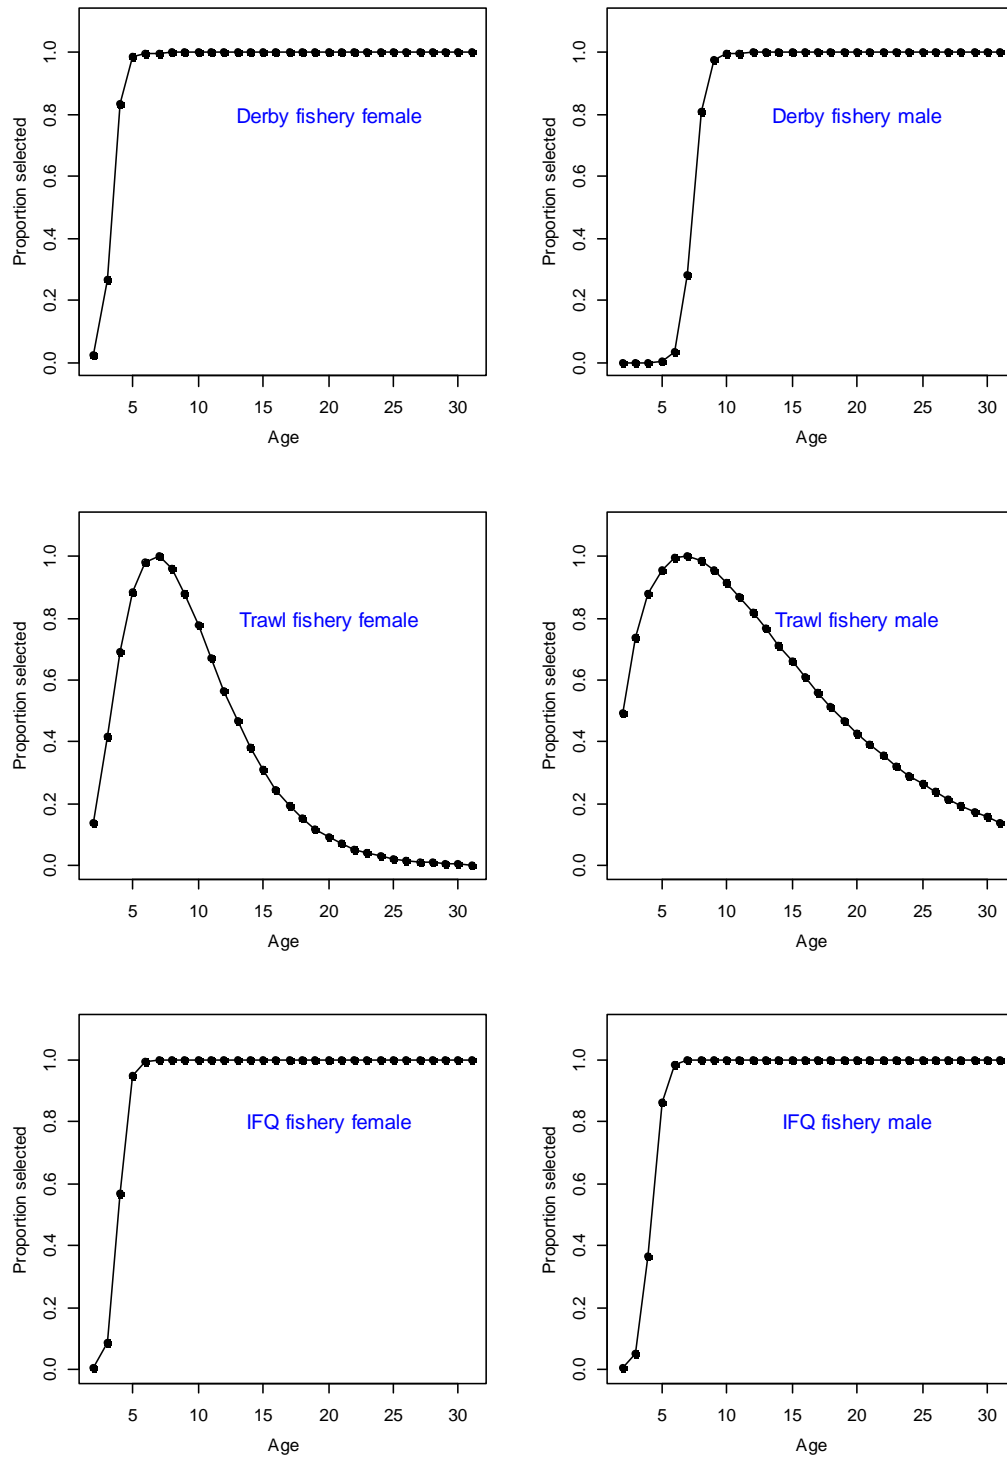 Derby fishery female
Proportion selected
0.0 0.2 0.4 0.6 0.8 1.0
5 10 15 20 25 30
Age
Derby fishery male
Proportion selected
0.0 0.2 0.4 0.6 0.8 1.0
5 10 15 20 25 30
Age
Trawl fishery female
Proportion selected
0.0 0.2 0.4 0.6 0.8 1.0
5 10 15 20 25 30
Age
Trawl fishery male
Proportion selected
0.0 0.2 0.4 0.6 0.8 1.0
5 10 15 20 25 30
Age
IFQ fishery female
Proportion selected
0.0 0.2 0.4 0.6 0.8 1.0
5 10 15 20 25 30
Age
IFQ fishery male
Proportion selected
0.0 0.2 0.4 0.6 0.8 1.0
5 10 15 20 25 30
Age